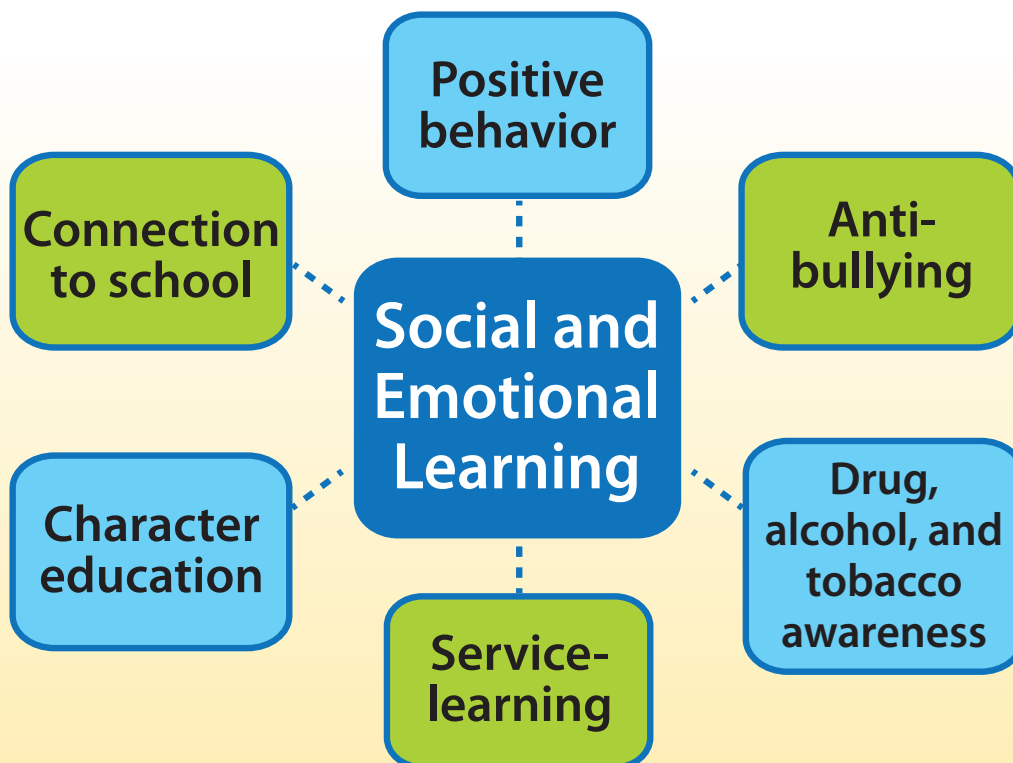 Positive
behavior
Connection
to school
Anti-
bullying
Social and
Emotional
Learning
Character
education
Drug,
alcohol, and
tobacco
awareness
Service-
learning